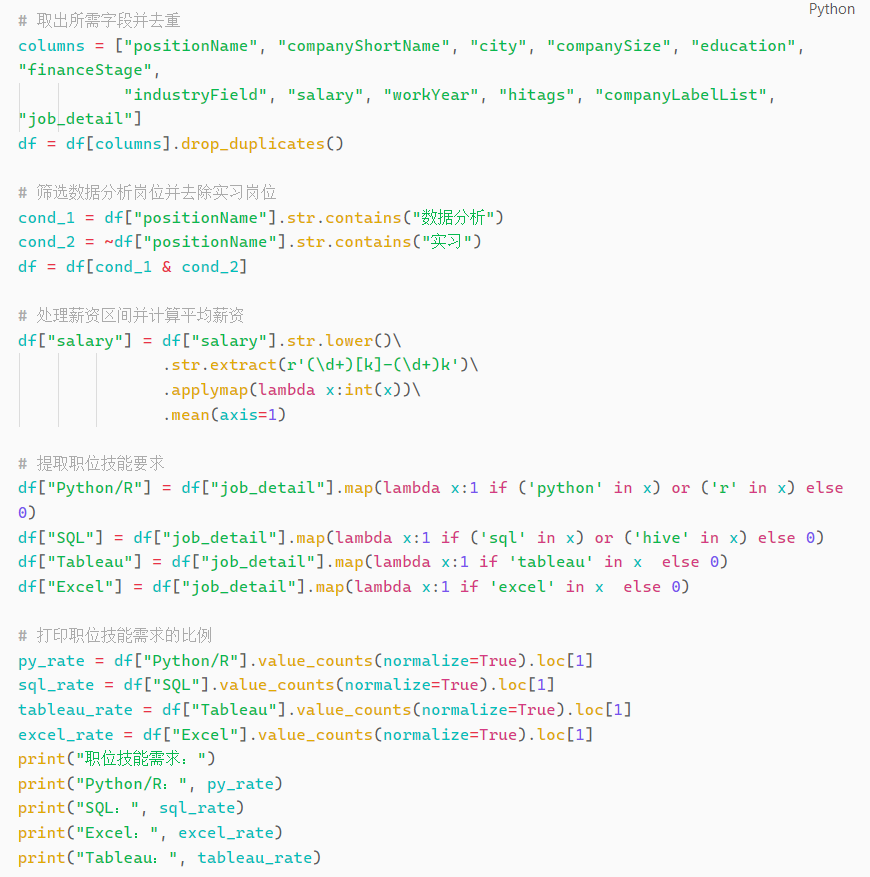 Python
# 取出所需字段并去重
columns = ["positionName", "companyShortName", "city", "companySize", "education",
"financeStage",
           "industryField", "salary", "workYear", "hitags", "companyLabelList",
"job_detail"]
df = df[columns].drop_duplicates()

# 筛选数据分析岗位并去除实习岗位
cond_1 = df["positionName"].str.contains("数据分析")
cond_2 = ~df["positionName"].str.contains("实习")
df = df[cond_1 & cond_2]

# 处理薪资区间并计算平均薪资
df["salary"] = df["salary"].str.lower()\
               .str.extract(r'(\d+)[k]-(\d+)k')\
               .applymap(lambda x:int(x))\
               .mean(axis=1)

# 提取职位技能要求
df["Python/R"] = df["job_detail"].map(lambda x:1 if ('python' in x) or ('r' in x) else
0)
df["SQL"] = df["job_detail"].map(lambda x:1 if ('sql' in x) or ('hive' in x) else 0)
df["Tableau"] = df["job_detail"].map(lambda x:1 if 'tableau' in x  else 0)
df["Excel"] = df["job_detail"].map(lambda x:1 if 'excel' in x  else 0)

# 打印职位技能需求的比例
py_rate = df["Python/R"].value_counts(normalize=True).loc[1]
sql_rate = df["SQL"].value_counts(normalize=True).loc[1]
tableau_rate = df["Tableau"].value_counts(normalize=True).loc[1]
excel_rate = df["Excel"].value_counts(normalize=True).loc[1]
print("职位技能需求：")
print("Python/R：", py_rate)
print("SQL：", sql_rate)
print("Excel：", excel_rate)
print("Tableau：", tableau_rate)